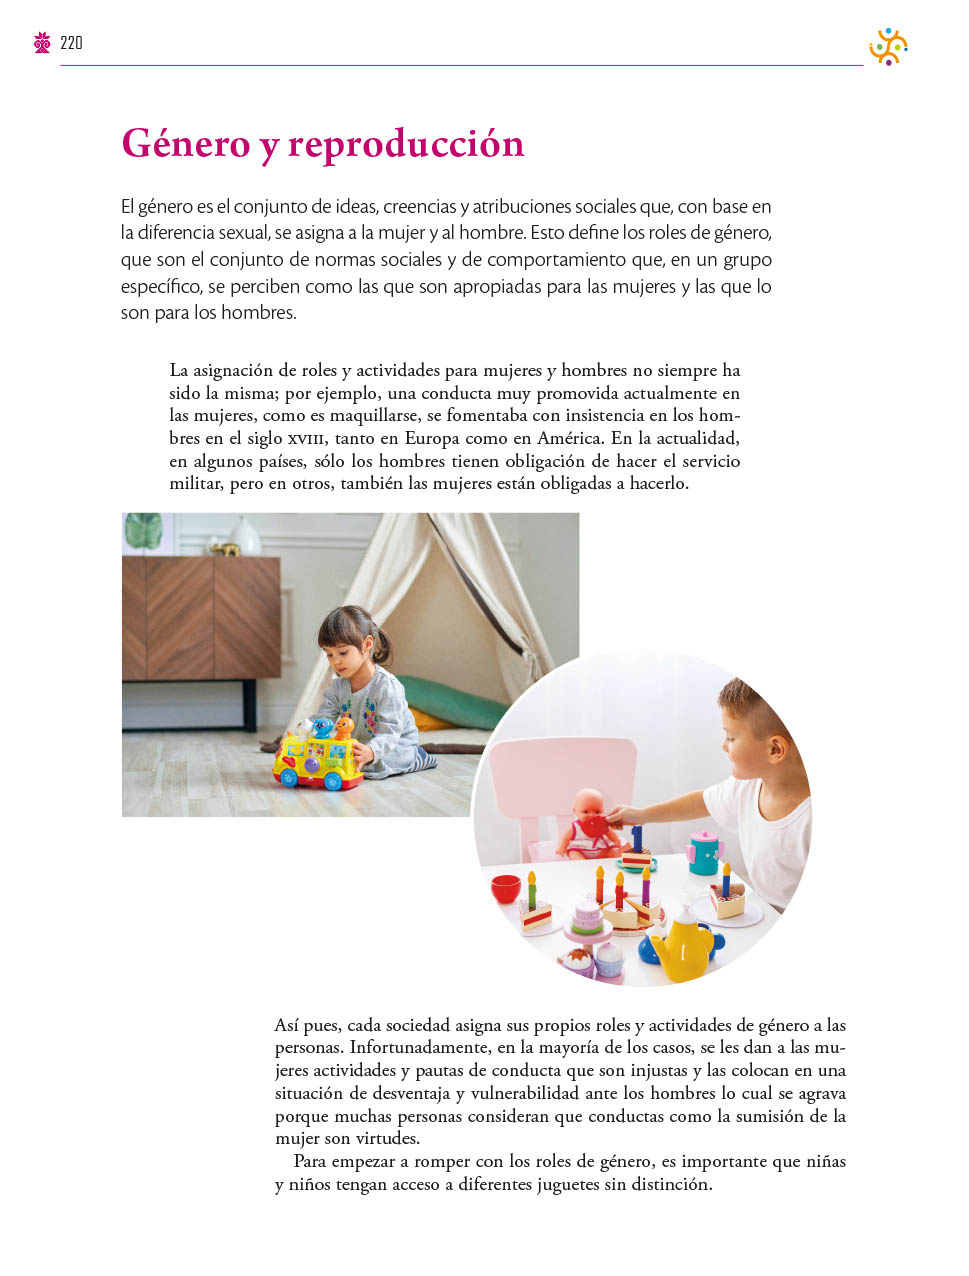 220
Género y reproducción
El género es el conjunto de ideas, creencias y atribuciones sociales que, con base en
la diferencia sexual, se asigna a la mujer y al hombre. Esto define los roles de género,
que son el conjunto de normas sociales y de comportamiento que, en un grupo
específico, se perciben como las que son apropiadas para las mujeres y las que lo
son para los hombres.
La asignación de roles y actividades para mujeres y hombres no siempre ha
sido la misma; por ejemplo, una conducta muy promovida actualmente en
las mujeres, como es maquillarse, se fomentaba con insistencia en los hom-
bres en el siglo XVIII, tanto en Europa como en América. En la actualidad,
en algunos países, sólo los hombres tienen obligación de hacer el servicio
militar, pero en otros, también las mujeres están obligadas a hacerlo.
Así pues, cada sociedad asigna sus propios roles y actividades de género a las
personas. Infortunadamente, en la mayoría de los casos, se les dan a las mu-
jeres actividades y pautas de conducta que son injustas y las colocan en una
situación de desventaja y vulnerabilidad ante los hombres lo cual se agrava
porque muchas personas consideran que conductas como la sumisión de la
mujer son virtudes.
Para empezar a romper con los roles de género, es importante que niñas
y niños tengan acceso a diferentes juguetes sin distinción.